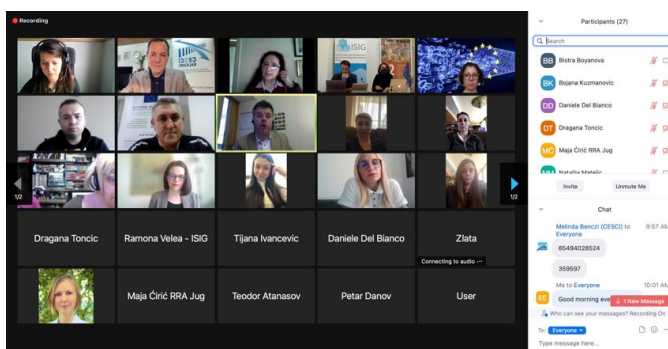 Recording
ISIG
1/2
1/2
Dragana Toncic
Ramona Velea - ISIG
Tijana Ivancevic
Daniele Del Bianco
Zlata
Connecting to audio
Maja Ćirić RRA Jug
Teodor Atanasov
Petar Danov
User
Participants (27)
Search
BB Bistra Boyanova
BK Bojana Kuzmanovic
DD Daniele Del Bianco
DT Dragana Toncic
MĆ Maja Ćirić RRA Jug
Invite
Unmute Me
Chat
Melinda Benczi (CESCI) to 9:57 AM
Everyone
85494028524
359597
Me to Everyone 10:01 AM
EE Good morning eve
↓ 1 New Message
Who can see your messages? Recording On
To: Everyone
Type message here...